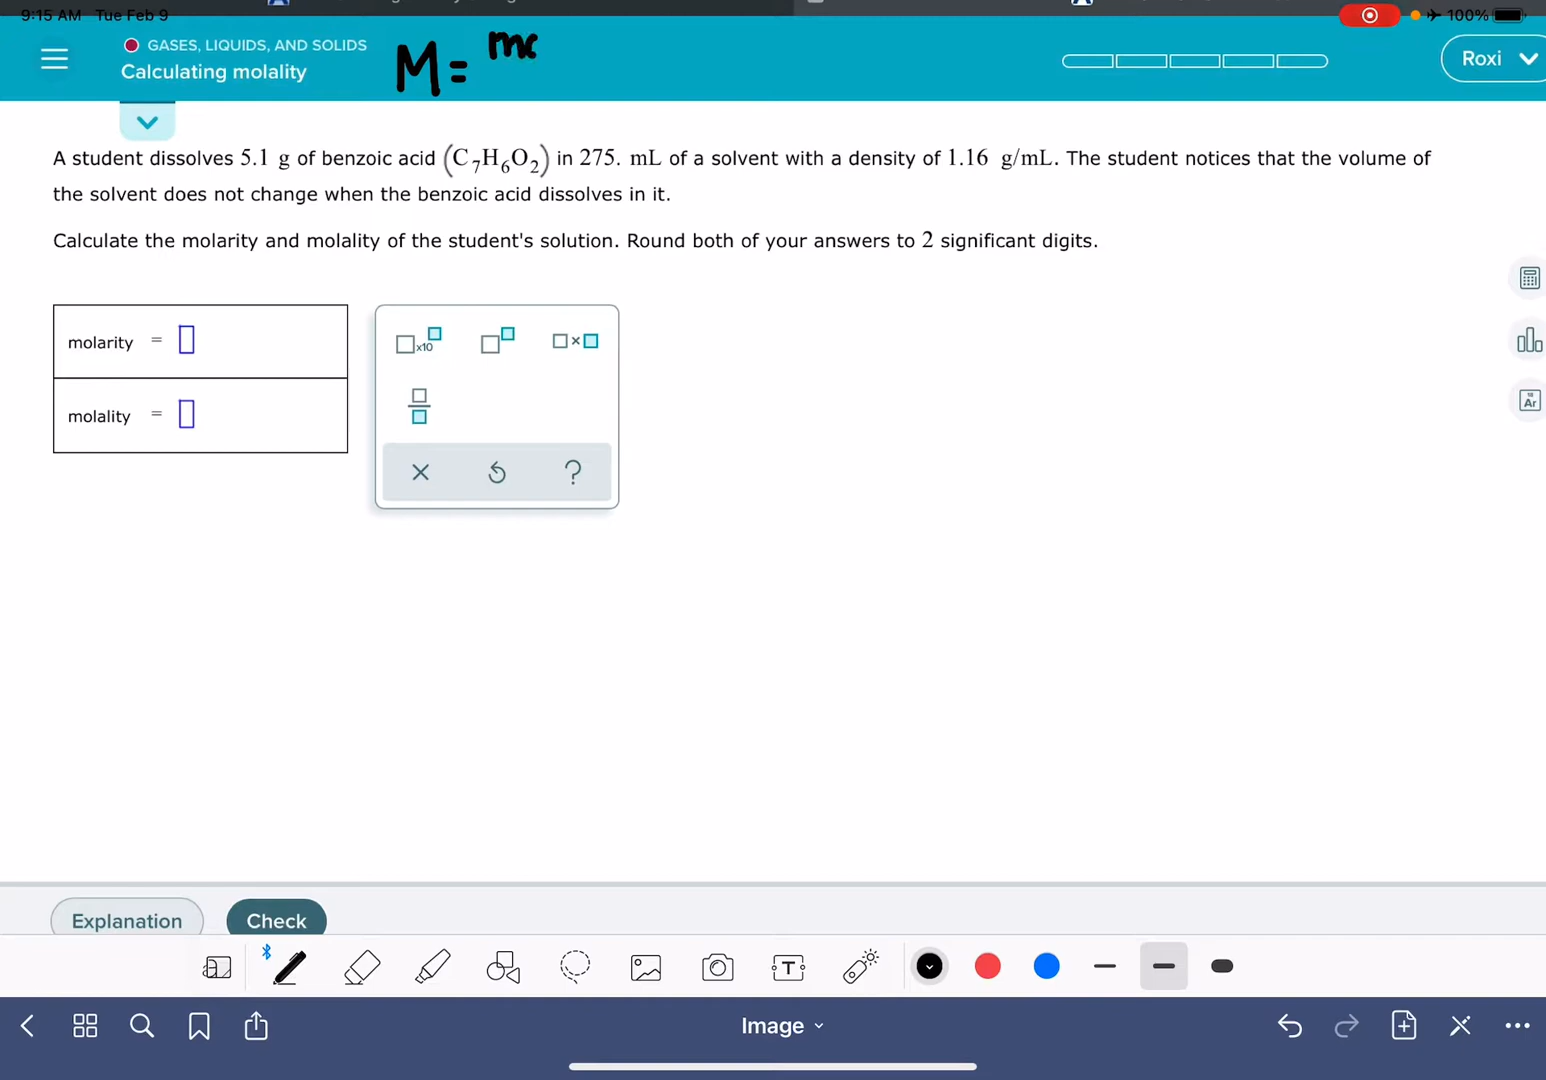 9:15 AM Tue Feb 9
100%
GASES, LIQUIDS, AND SOLIDS
Calculating molality
M =
Roxi
A student dissolves 5.1 g of benzoic acid (C₇H₆O₂) in 275. mL of a solvent with a density of 1.16 g/mL. The student notices that the volume of
the solvent does not change when the benzoic acid dissolves in it.
Calculate the molarity and molality of the student's solution. Round both of your answers to 2 significant digits.
molarity = □
molality = □
□x10^□
□^□
□×□
□/□
?
18
Ar
Explanation
Check
a
T
Image